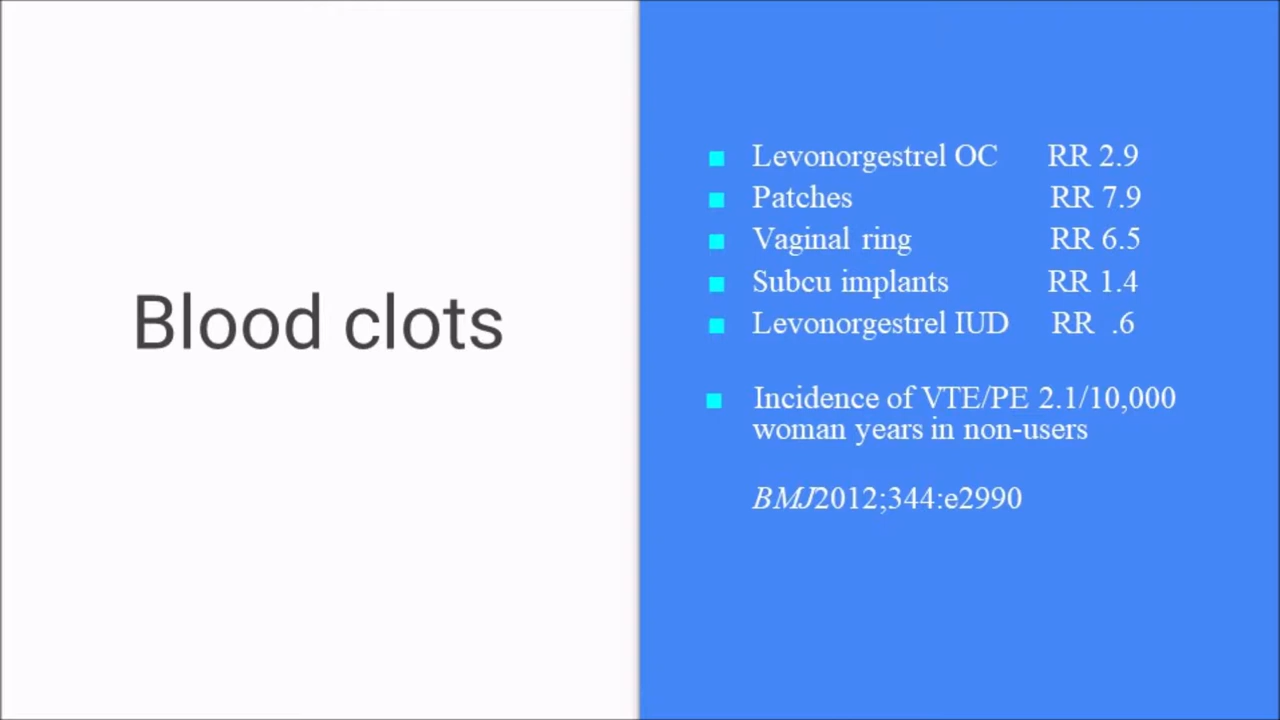 Blood clots
Levonorgestrel OC RR 2.9
Patches RR 7.9
Vaginal ring RR 6.5
Subcu implants RR 1.4
Levonorgestrel IUD RR .6
Incidence of VTE/PE 2.1/10,000
woman years in non-users
BMJ2012;344:e2990